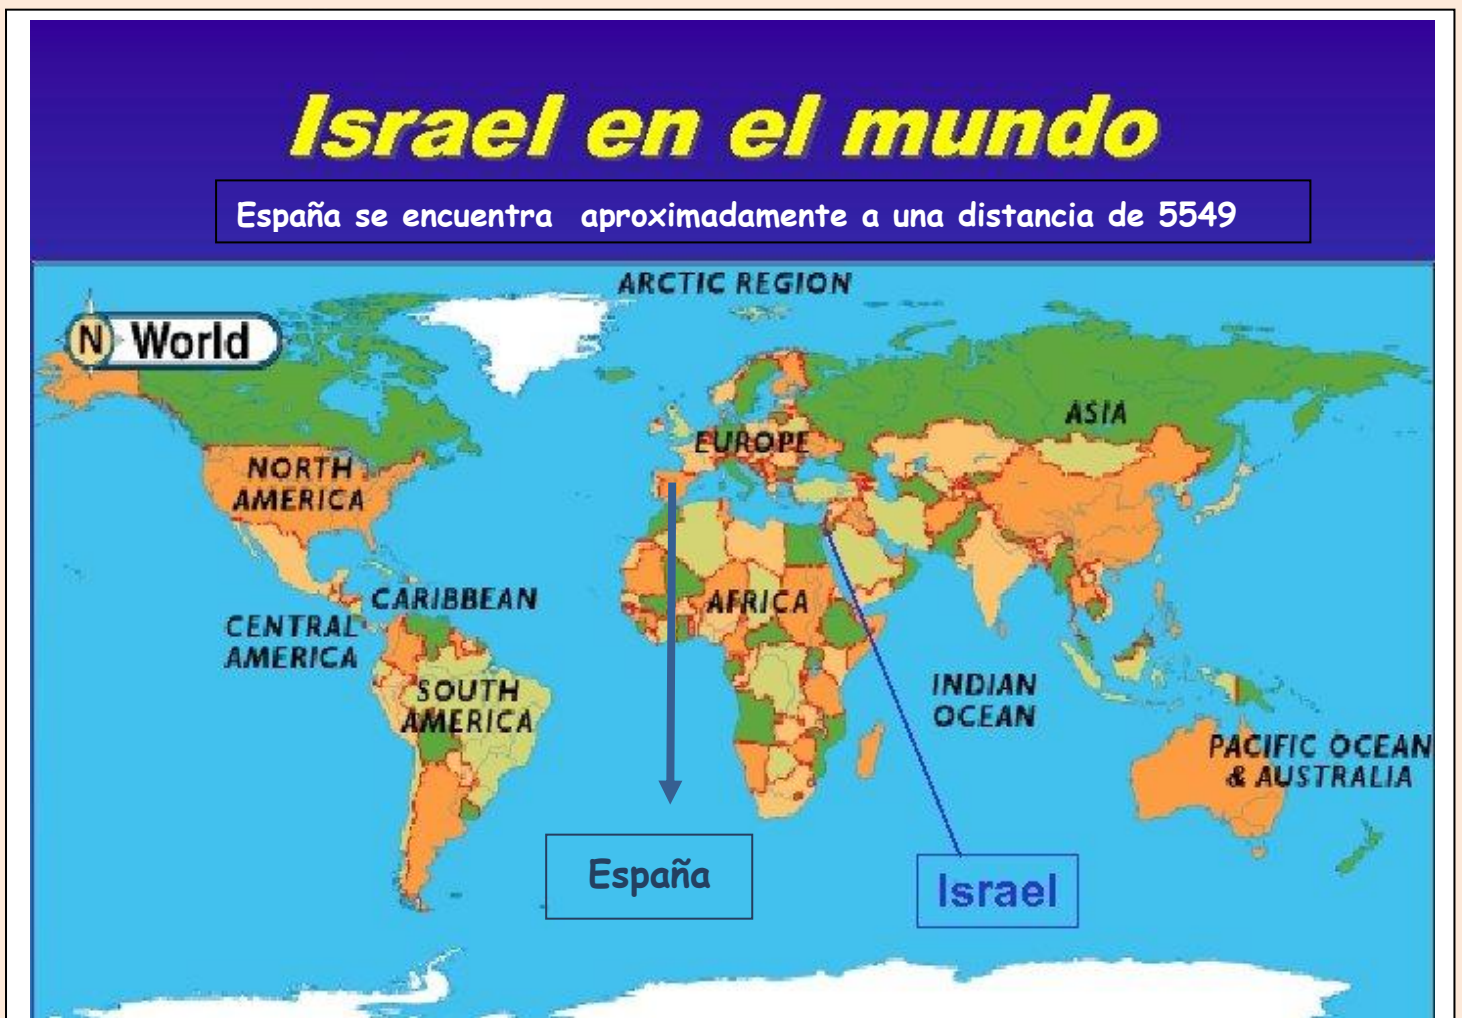 Israel en el mundo
España se encuentra aproximadamente a una distancia de 5549
ARCTIC REGION
N World
ASIA
EUROPE
NORTH
AMERICA
CARIBBEAN
AFRICA
CENTRAL
AMERICA
SOUTH
AMERICA
INDIAN
OCEAN
PACIFIC OCEAN
& AUSTRALIA
España
Israel